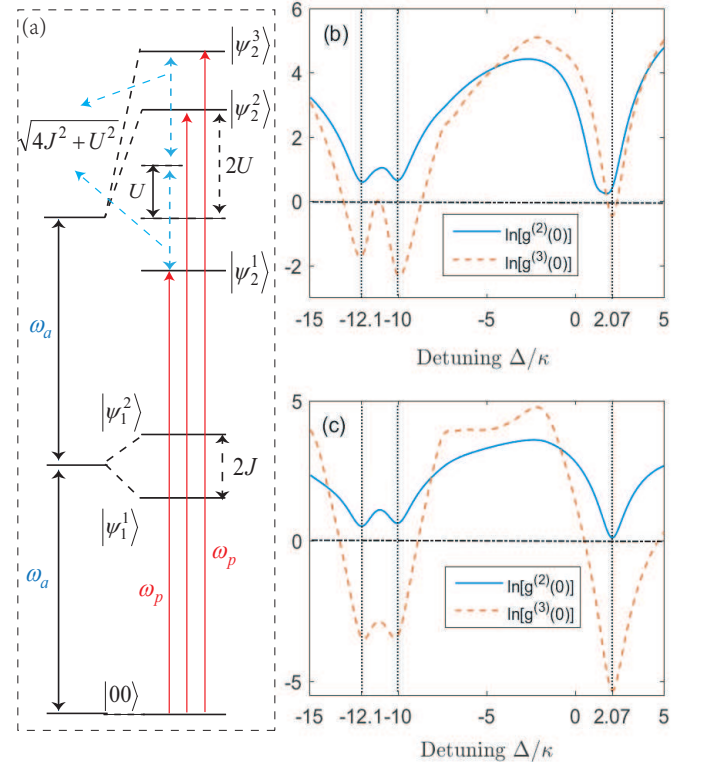 (a)
|ψ₂³⟩
|ψ₂²⟩
√4J² + U²
U
2U
|ψ₂¹⟩
ωₐ
|ψ₁²⟩
2J
|ψ₁¹⟩
ωₚ
ωₚ
ωₐ
|00⟩
(b)
6
4
2
0
-2
ln[g⁽²⁾(0)]
ln[g⁽³⁾(0)]
-15 -12.1 -10 -5 0 2.07 5
Detuning Δ/κ
(c)
5
0
-5
ln[g⁽²⁾(0)]
ln[g⁽³⁾(0)]
-15 -12.1 -10 -5 0 2.07 5
Detuning Δ/κ